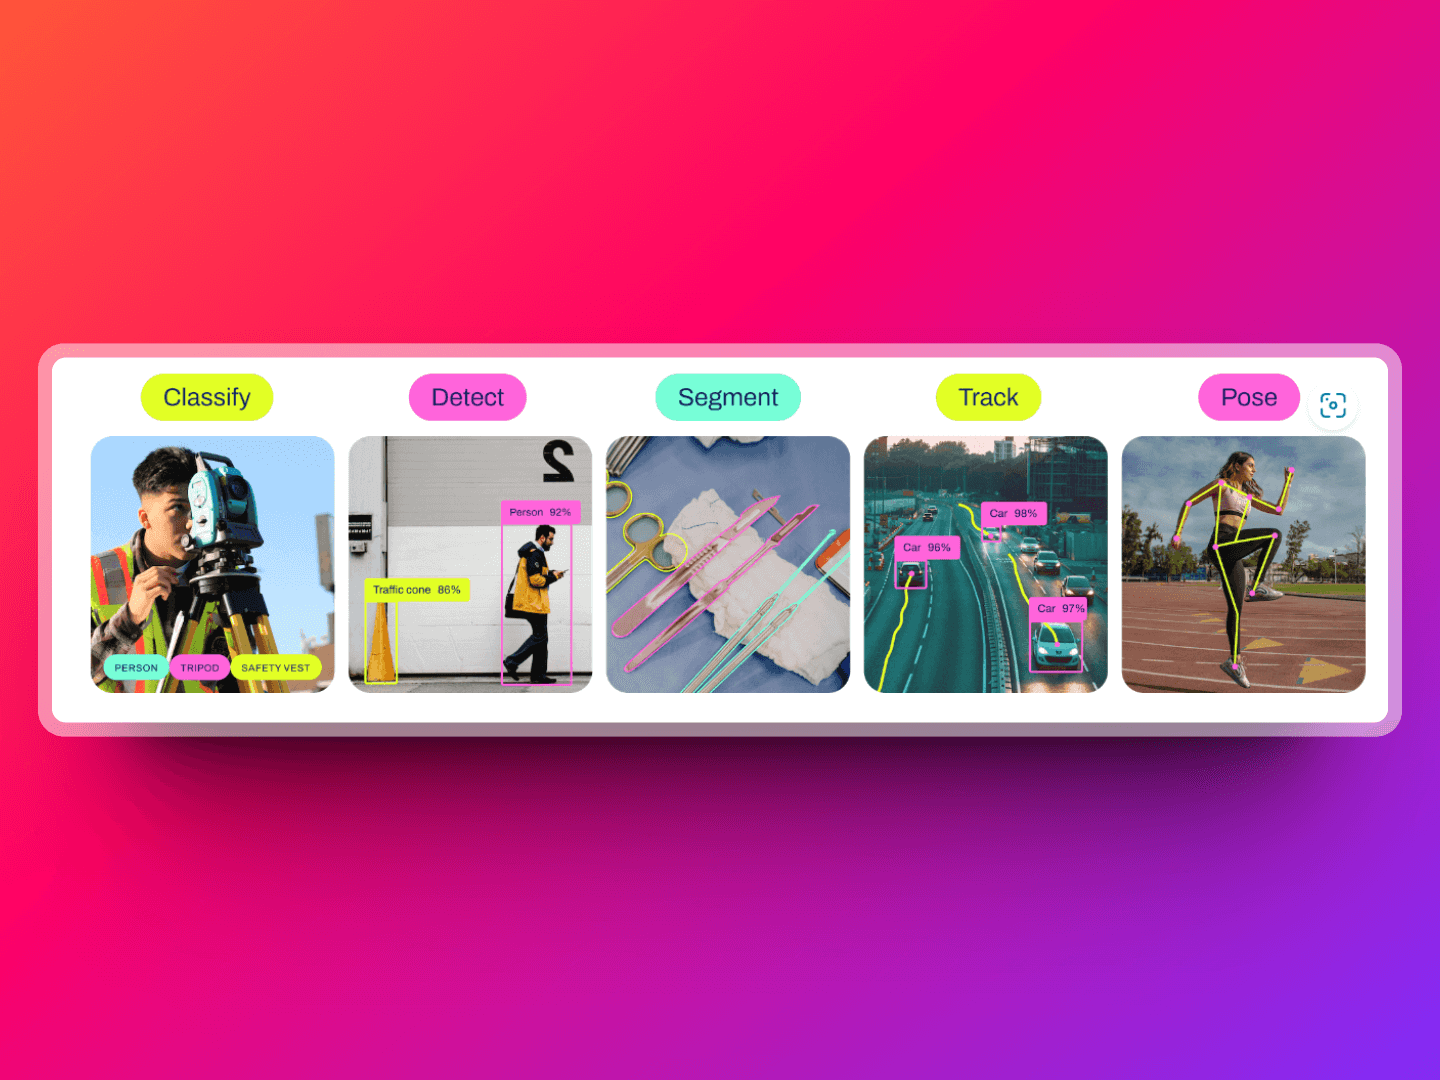 Classify
Detect
Segment
Track
Pose
PERSON
TRIPOD
SAFETY VEST
2
Person 92%
Traffic cone 86%
Car 98%
Car 96%
Car 97%